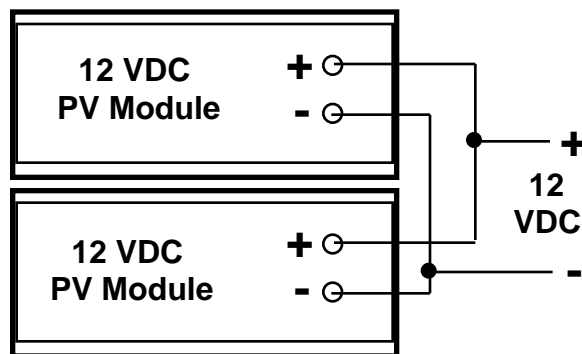 12 VDC
PV Module
+
-
12 VDC
PV Module
+
-
+
12
VDC
-